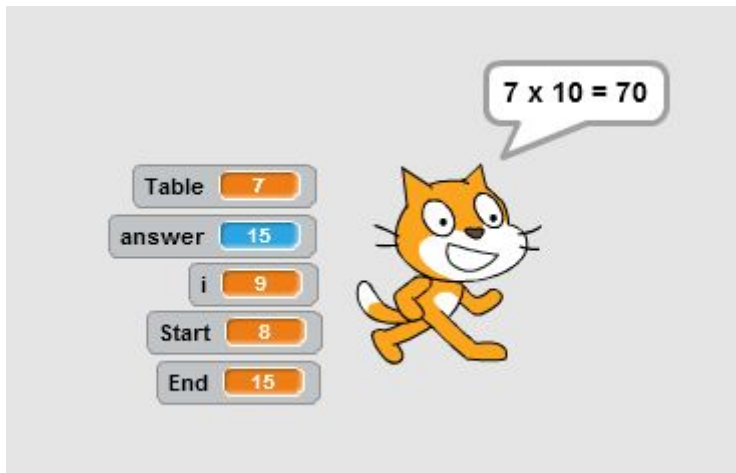 7 x 10 = 70
Table 7
answer 15
i 9
Start 8
End 15